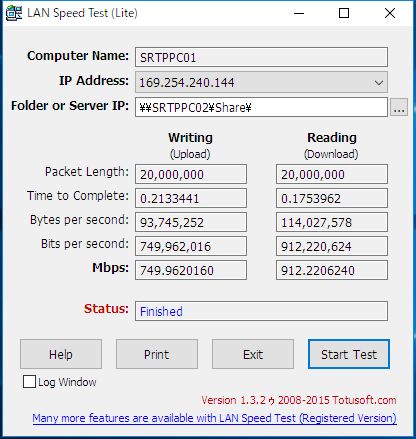 LAN Speed Test (Lite)
Computer Name: SRTPPC01
IP Address: 169.254.240.144
Folder or Server IP: ¥¥SRTPPC02¥Share¥ ...
Writing Reading
(Upload) (Download)
Packet Length: 20,000,000 20,000,000
Time to Complete: 0.2133441 0.1753962
Bytes per second: 93,745,252 114,027,578
Bits per second: 749,962,016 912,220,624
Mbps: 749.9620160 912.2206240
Status: Finished
Help Print Exit Start Test
Log Window
Version 1.3.2 ゥ 2008-2015 Totusoft.com
Many more features are available with LAN Speed Test (Registered Version)